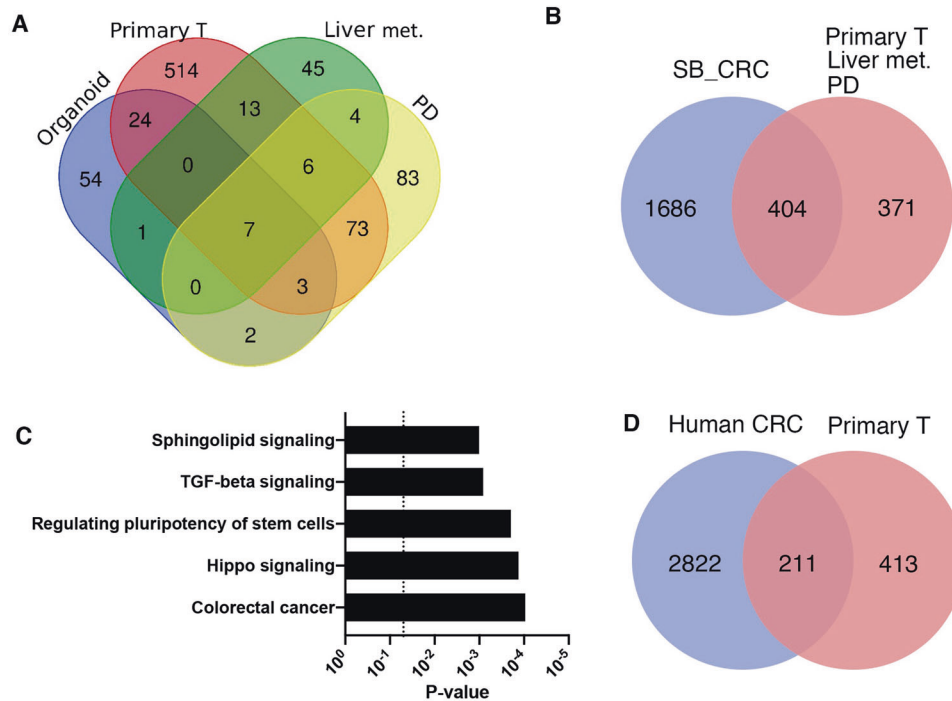 A
Primary T
Liver met.
Organoid
PD
514
45
24
13
4
54
0
6
83
1
7
73
0
3
2
B
SB_CRC
Primary T
Liver met.
PD
1686
404
371
C
Sphingolipid signaling
TGF-beta signaling
Regulating pluripotency of stem cells
Hippo signaling
Colorectal cancer
10⁰ 10⁻¹ 10⁻² 10⁻³ 10⁻⁴ 10⁻⁵
P-value
D
Human CRC
Primary T
2822
211
413